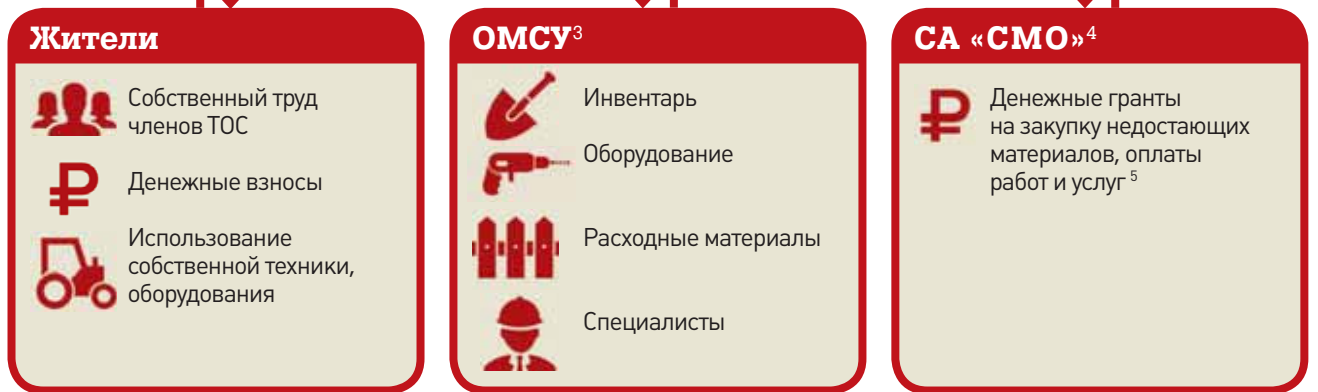 Жители
Собственный труд
членов ТОС
₽ Денежные взносы
Использование
собственной техники,
оборудования
ОМСУ³
Инвентарь
Оборудование
Расходные материалы
Специалисты
СА «СМО»⁴
₽ Денежные гранты
на закупку недостающих
материалов, оплаты
работ и услуг ⁵